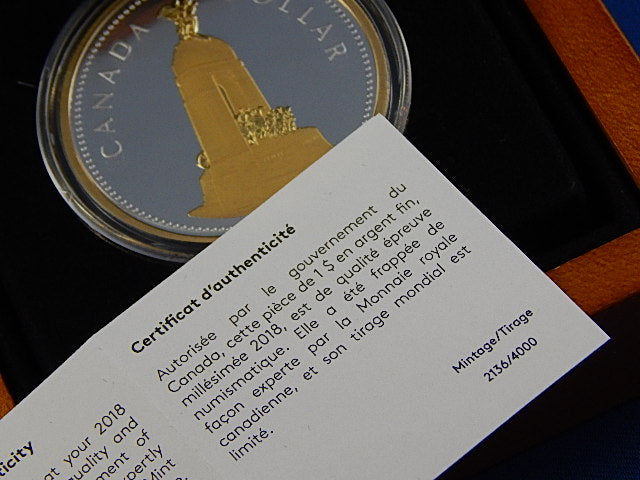 CANADA
DOLLAR
Certificat d'authenticité
Autorisée par le gouvernement du
Canada, cette pièce de 1 $ en argent fin,
millésimée 2018, est de qualité épreuve
numismatique. Elle a été frappée de
façon experte par la Monnaie royale
canadienne, et son tirage mondial est
limité.
Mintage/Tirage
2136/4000
ticity
at your 2018
quality and
ment of
xpertly
Mint